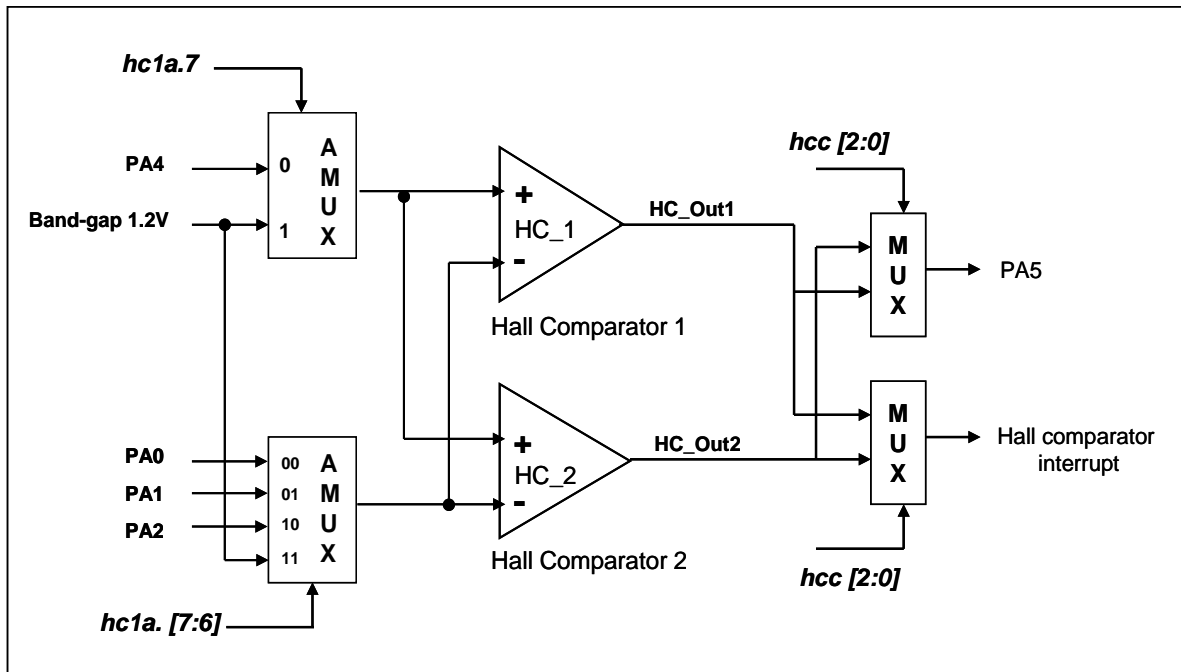 hc1a.7
PA4
Band-gap 1.2V
0
1
A
M
U
X
+
HC_1
-
Hall Comparator 1
HC_Out1
hcc [2:0]
M
U
X
PA5
PA0
PA1
PA2
00
01
10
11
A
M
U
X
hc1a. [7:6]
+
HC_2
-
Hall Comparator 2
HC_Out2
M
U
X
Hall comparator
interrupt
hcc [2:0]